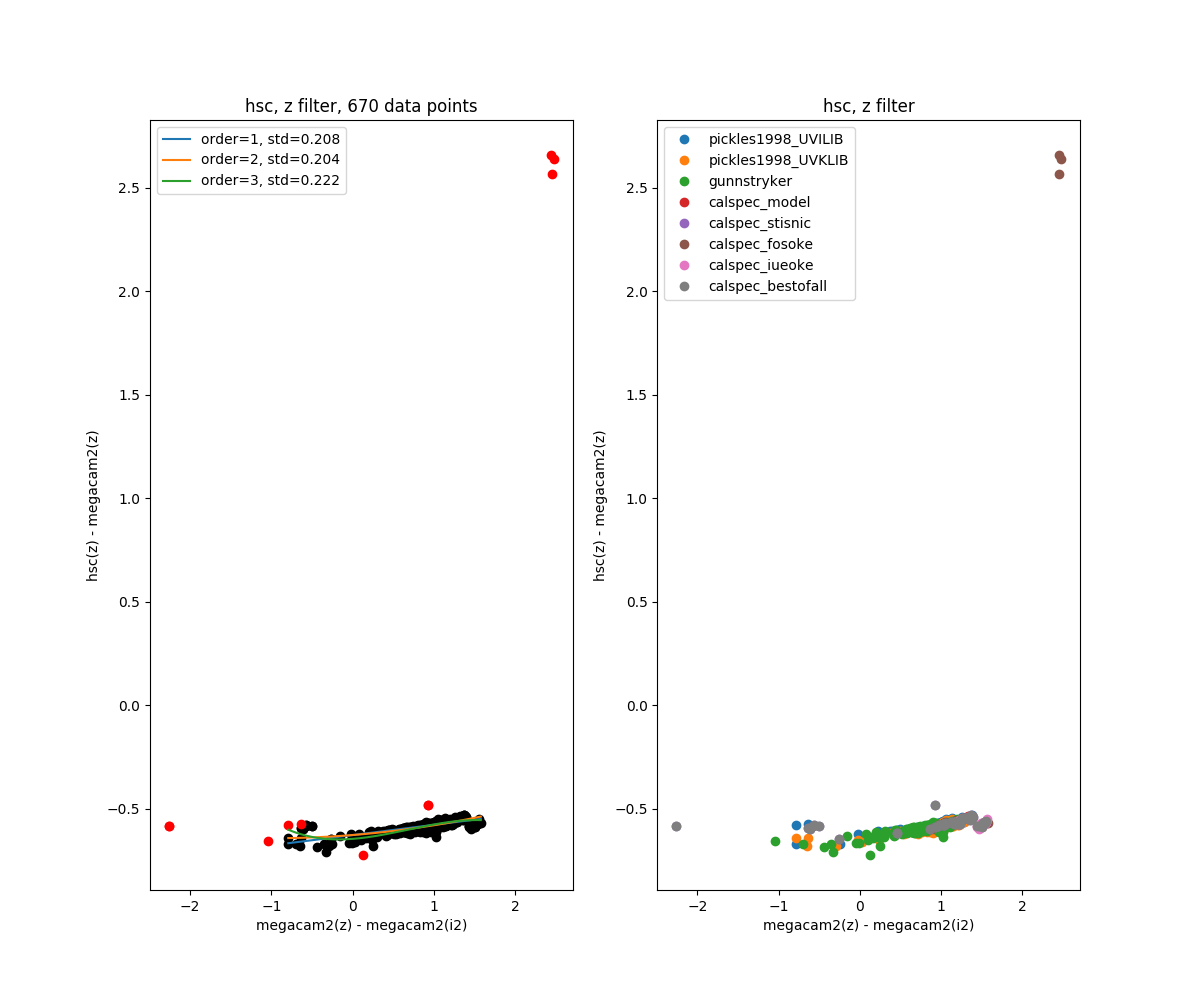 hsc, z filter, 670 data points
order=1, std=0.208
order=2, std=0.204
order=3, std=0.222
2.5
2.0
1.5
1.0
0.5
0.0
−0.5
hsc(z) - megacam2(z)
−2
−1
0
1
2
megacam2(z) - megacam2(i2)
hsc, z filter
pickles1998_UVILIB
pickles1998_UVKLIB
gunnstryker
calspec_model
calspec_stisnic
calspec_fosoke
calspec_iueoke
calspec_bestofall
2.5
2.0
1.5
1.0
0.5
0.0
−0.5
hsc(z) - megacam2(z)
−2
−1
0
1
2
megacam2(z) - megacam2(i2)